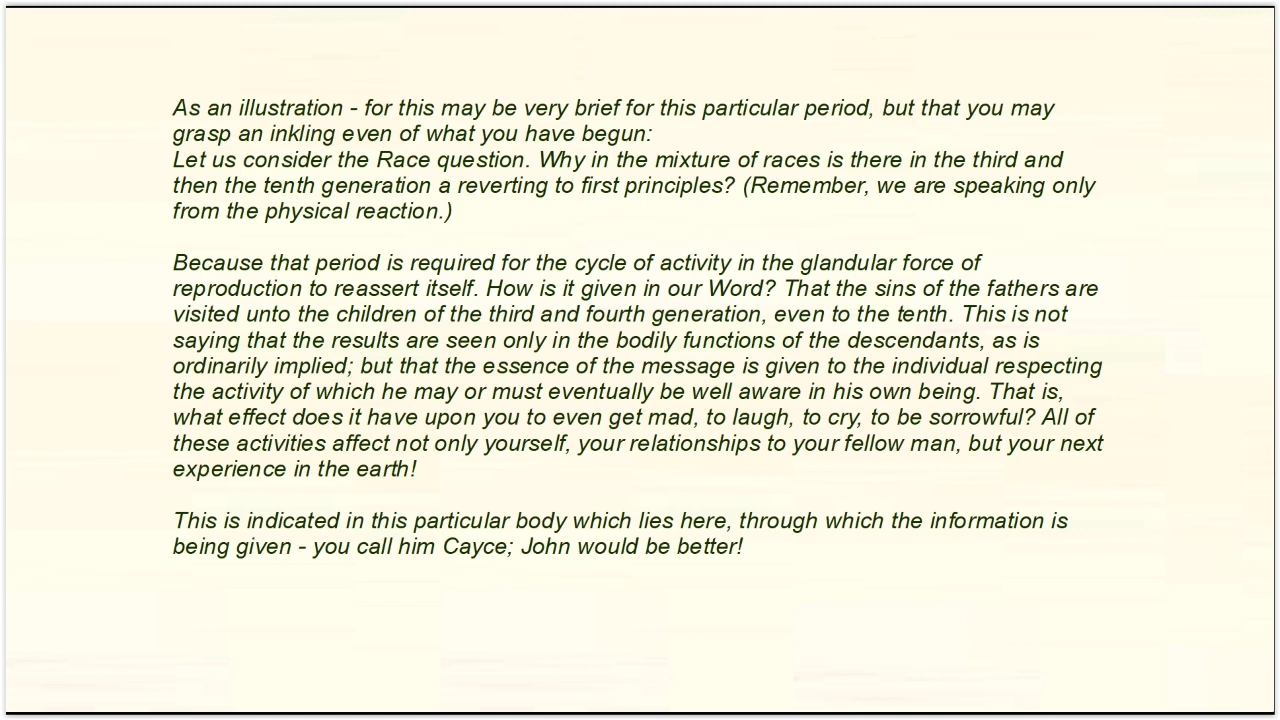 As an illustration - for this may be very brief for this particular period, but that you may
grasp an inkling even of what you have begun:
Let us consider the Race question. Why in the mixture of races is there in the third and
then the tenth generation a reverting to first principles? (Remember, we are speaking only
from the physical reaction.)
Because that period is required for the cycle of activity in the glandular force of
reproduction to reassert itself. How is it given in our Word? That the sins of the fathers are
visited unto the children of the third and fourth generation, even to the tenth. This is not
saying that the results are seen only in the bodily functions of the descendants, as is
ordinarily implied; but that the essence of the message is given to the individual respecting
the activity of which he may or must eventually be well aware in his own being. That is,
what effect does it have upon you to even get mad, to laugh, to cry, to be sorrowful? All of
these activities affect not only yourself, your relationships to your fellow man, but your next
experience in the earth!
This is indicated in this particular body which lies here, through which the information is
being given - you call him Cayce; John would be better!